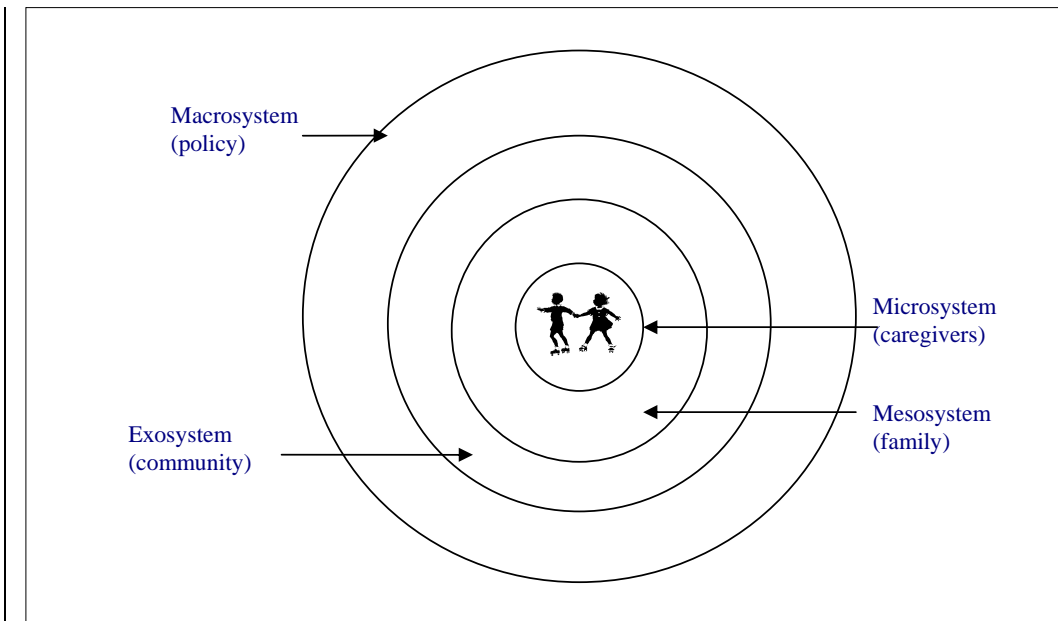 Macrosystem
(policy)
Microsystem
(caregivers)
Mesosystem
(family)
Exosystem
(community)